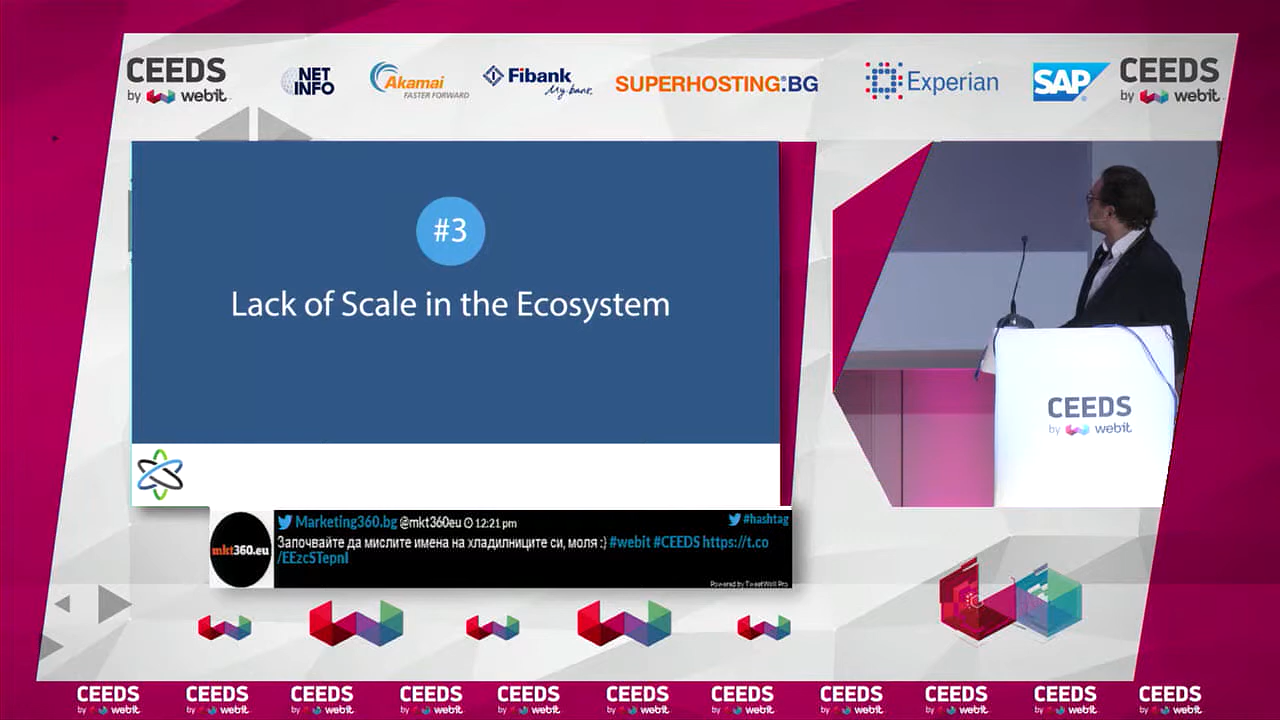 CEEDS
by webit
NET
INFO
Akamai
FASTER FORWARD
Fibank
My bank.
SUPERHOSTING.BG
Experian
SAP
CEEDS
by webit
#3
Lack of Scale in the Ecosystem
CEEDS
by webit
mkt360.eu
Marketing360.bg @mkt360eu 12:21 pm
#hashtag
Започвайте да мислите имена на хладилниците си, моля :} #webit #CEEDS https://t.co
/EEzcSTepnI
Powered by TweetWall Pro
CEEDS CEEDS CEEDS CEEDS CEEDS CEEDS CEEDS CEEDS CEEDS CEEDS CEEDS
by webit by webit by webit by webit by webit by webit by webit by webit by webit by webit by webit